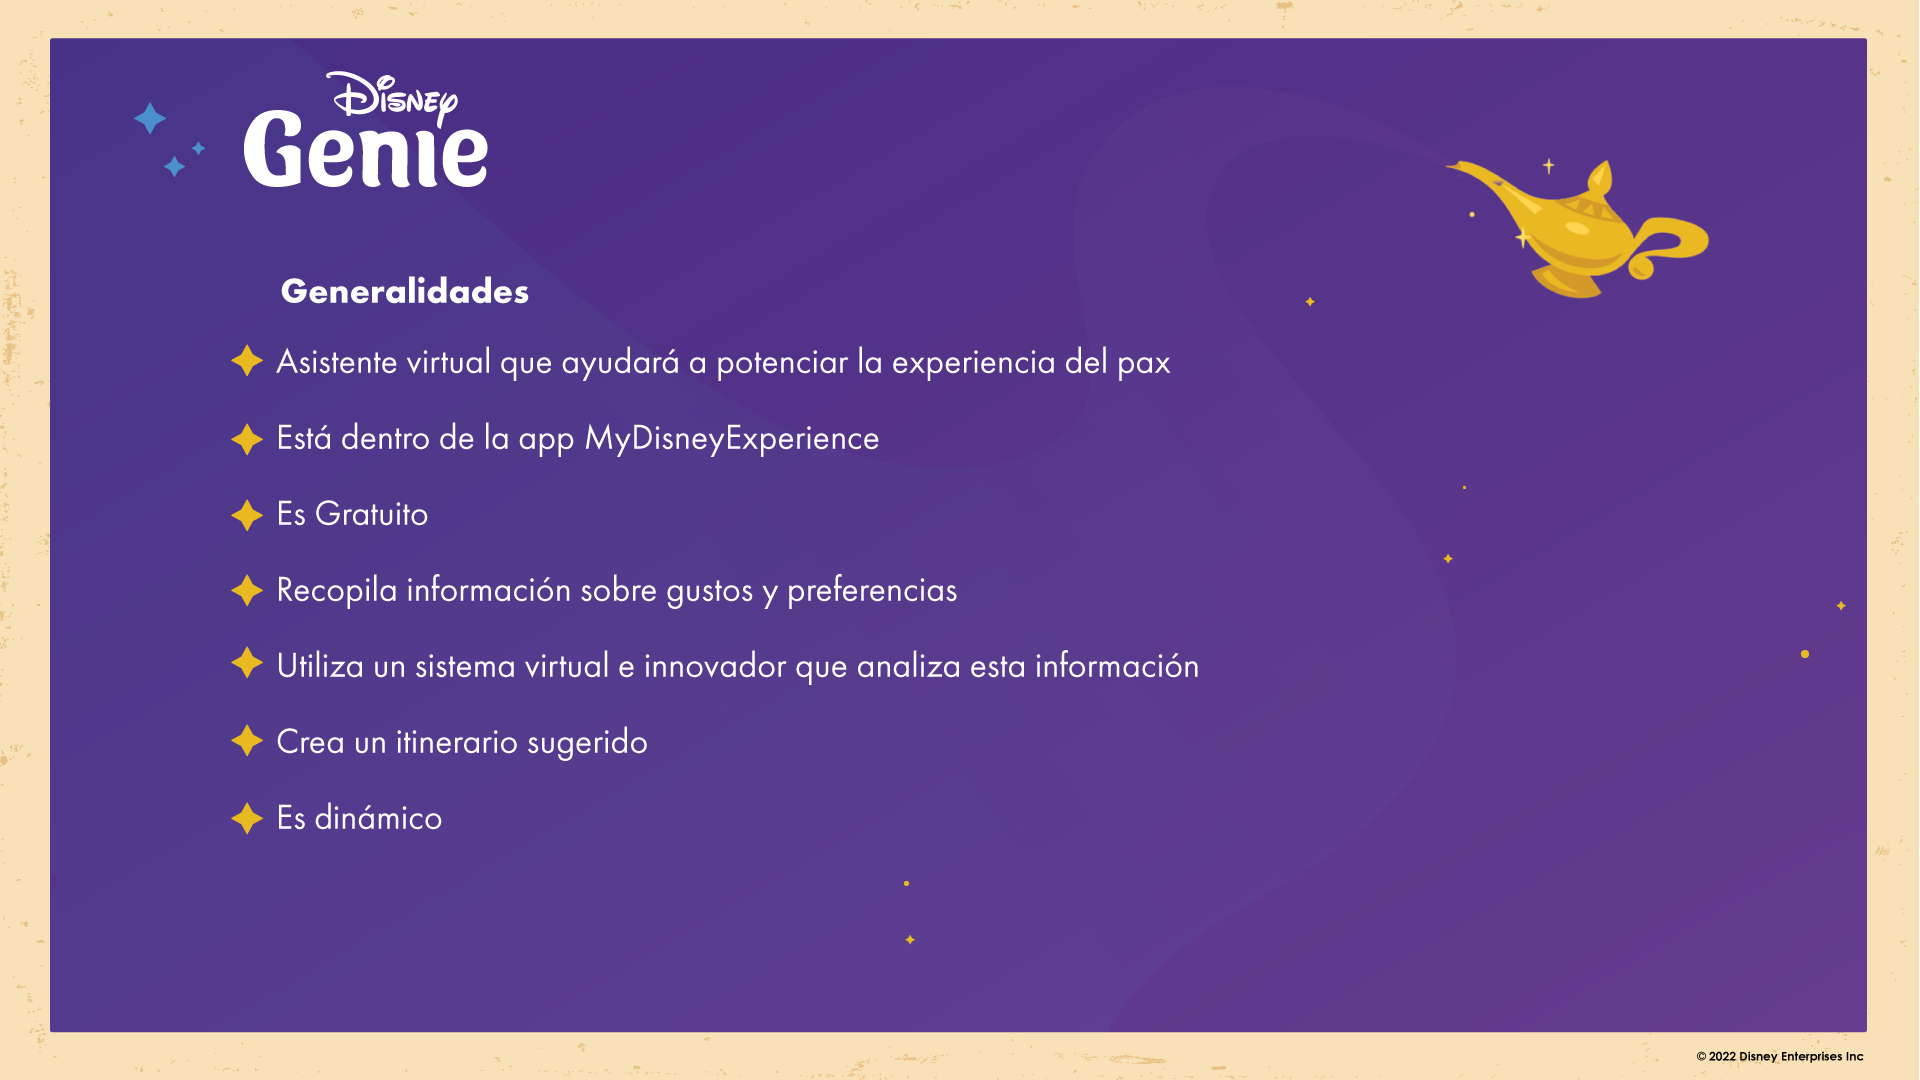 Disney
Genie
Generalidades
Asistente virtual que ayudará a potenciar la experiencia del pax
Está dentro de la app MyDisneyExperience
Es Gratuito
Recopila información sobre gustos y preferencias
Utiliza un sistema virtual e innovador que analiza esta información
Crea un itinerario sugerido
Es dinámico
© 2022 Disney Enterprises Inc